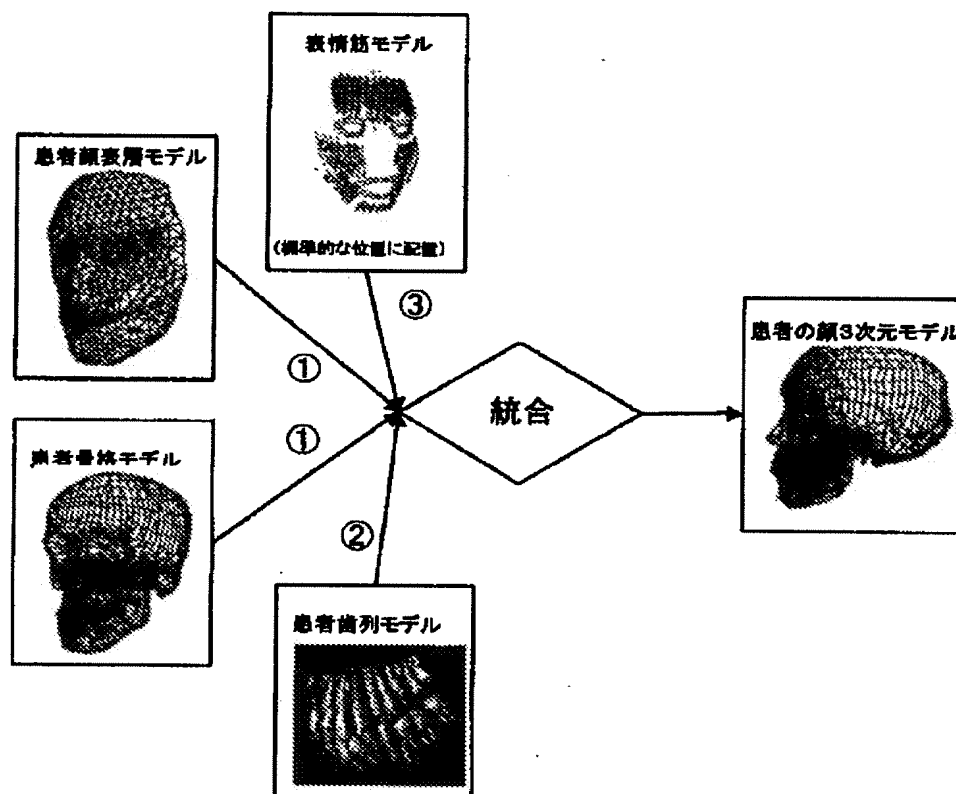 表情筋モデル
(標準的な位置に配置)
患者顔表層モデル
③
①
患者の顔3次元モデル
統合
①
患者骨格モデル
②
患者歯列モデル